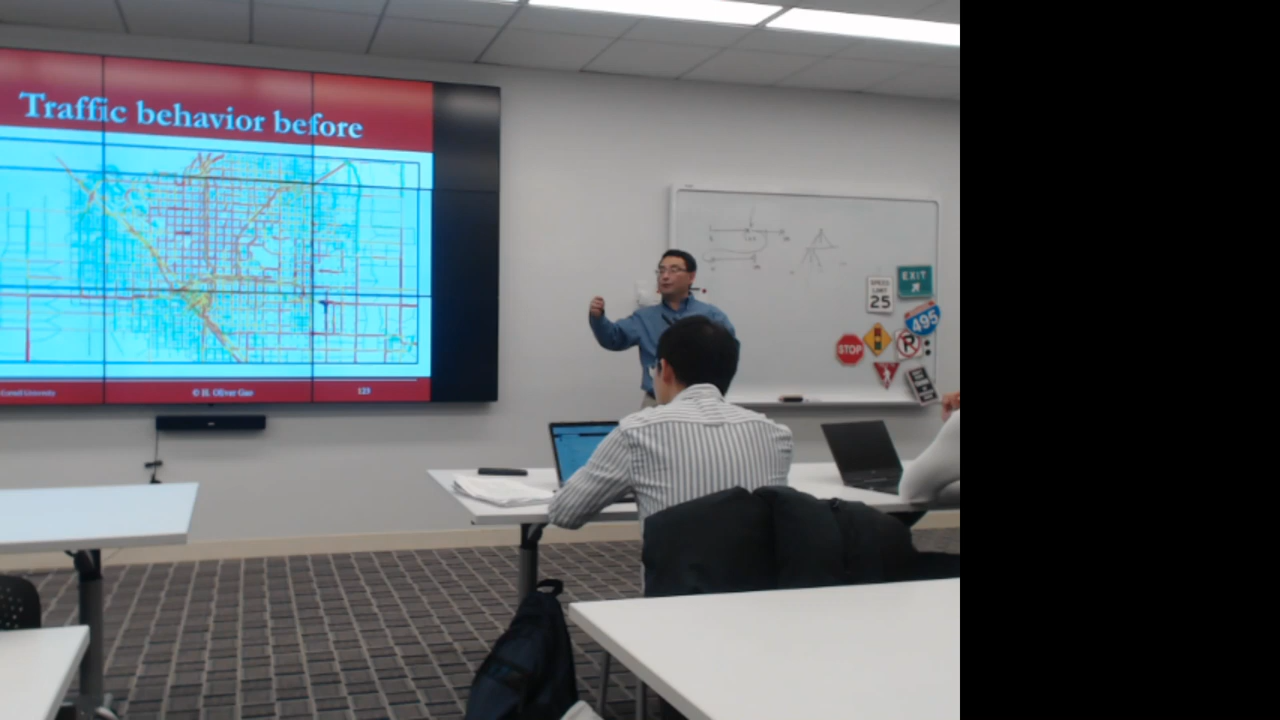 Traffic behavior before
Cornell University
© H. Oliver Gao
123
SPEED
LIMIT
25
EXIT
495
STOP